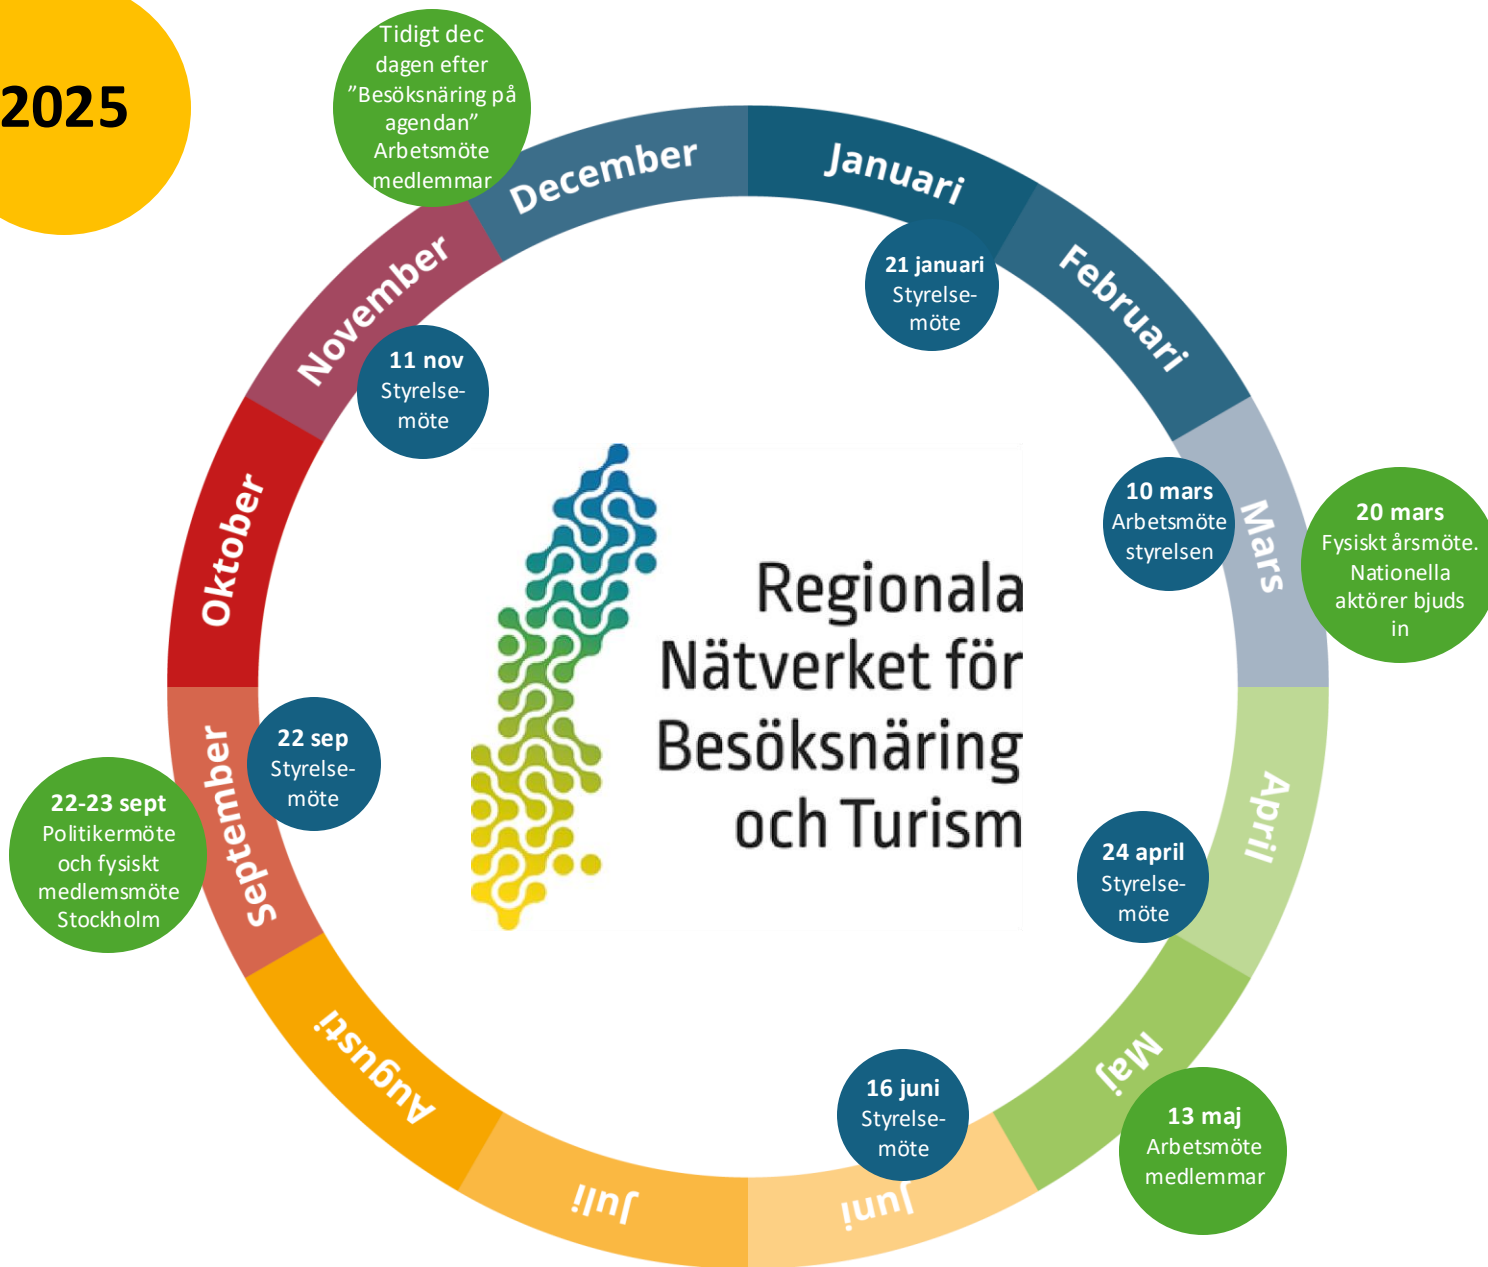 2025
Tidigt dec
dagen efter
”Besöksnäring på
agendan”
Arbetsmöte
medlemmar
December
Januari
Februari
Mars
April
Maj
Juni
Juli
Augusti
September
Oktober
November
21 januari
Styrelse-
möte
10 mars
Arbetsmöte
styrelsen
20 mars
Fysiskt årsmöte.
Nationella
aktörer bjuds
in
24 april
Styrelse-
möte
13 maj
Arbetsmöte
medlemmar
16 juni
Styrelse-
möte
22 sep
Styrelse-
möte
22-23 sept
Politikermöte
och fysiskt
medlemsmöte
Stockholm
11 nov
Styrelse-
möte
Regionala
Nätverket för
Besöksnäring
och Turism